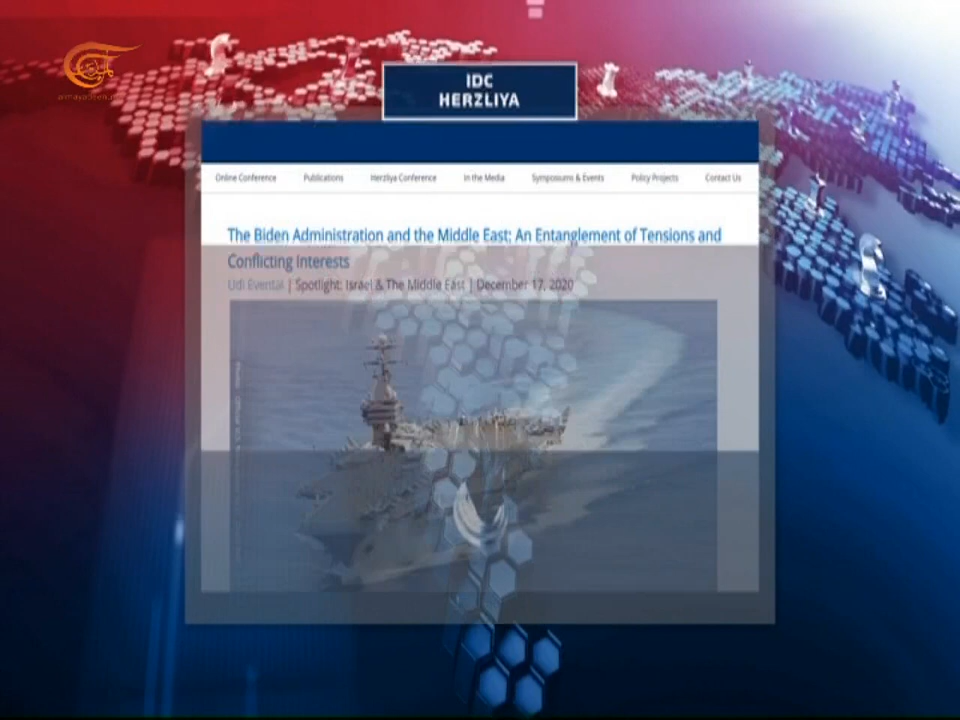 الميادين
almayadeen.
IDC
HERZLIYA
Online Conference Publications Herzliya Conference In the Media Symposiums & Events Policy Projects Contact Us
The Biden Administration and the Middle East: An Entanglement of Tensions and
Conflicting Interests
Udi Evental | Spotlight: Israel & The Middle East | December 17, 2020